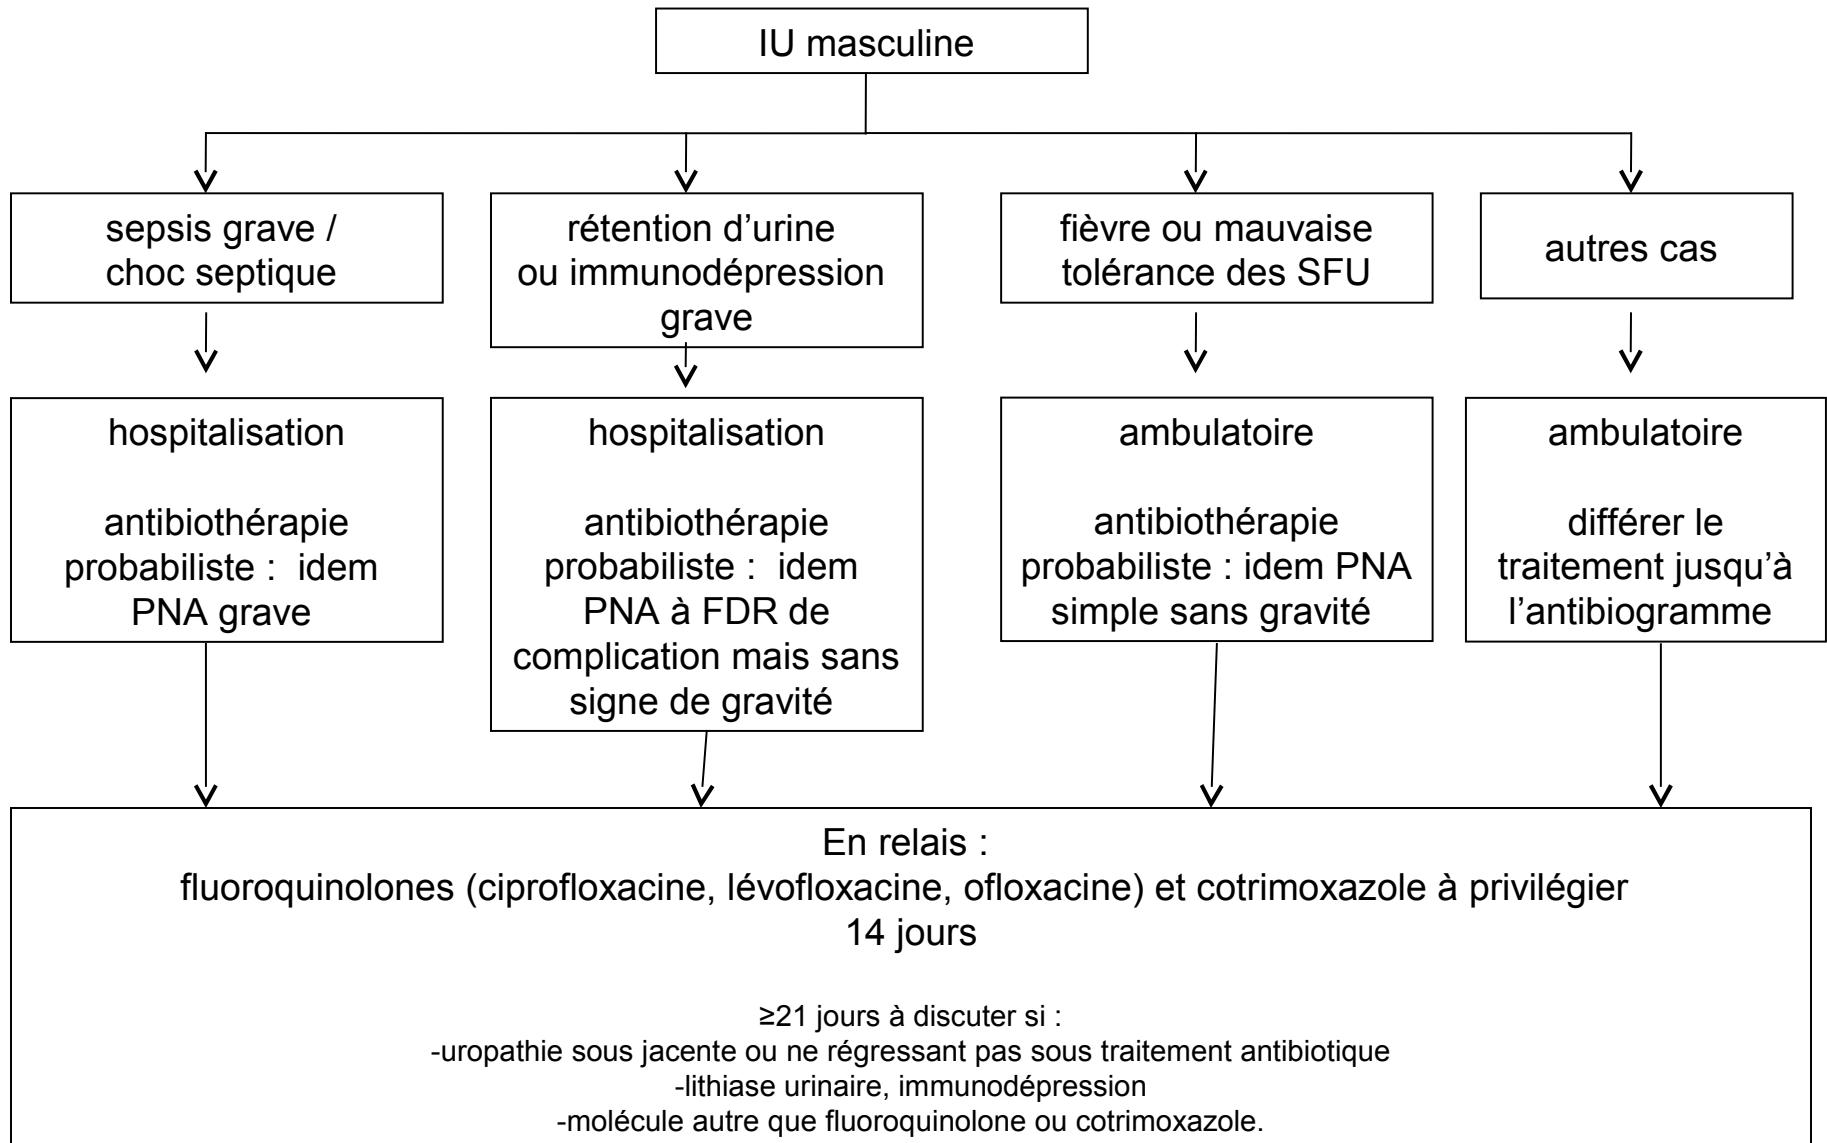 IU masculine
sepsis grave /
choc septique
rétention d’urine
ou immunodépression
grave
fièvre ou mauvaise
tolérance des SFU
autres cas
hospitalisation
antibiothérapie
probabiliste : idem
PNA grave
hospitalisation
antibiothérapie
probabiliste : idem
PNA à FDR de
complication mais sans
signe de gravité
ambulatoire
antibiothérapie
probabiliste : idem PNA
simple sans gravité
ambulatoire
différer le
traitement jusqu’à
l’antibiogramme
En relais :
fluoroquinolones (ciprofloxacine, lévofloxacine, ofloxacine) et cotrimoxazole à privilégier
14 jours
≥21 jours à discuter si :
-uropathie sous jacente ou ne régressant pas sous traitement antibiotique
-lithiase urinaire, immunodépression
-molécule autre que fluoroquinolone ou cotrimoxazole.